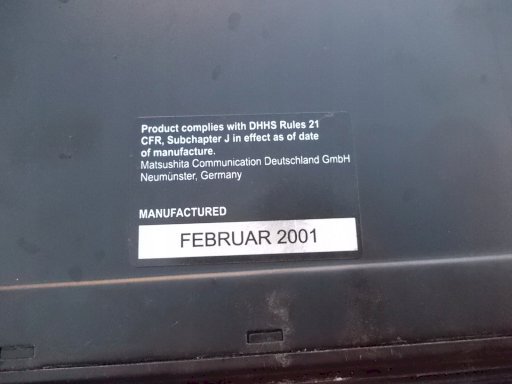 Product complies with DHHS Rules 21
CFR, Subchapter J in effect as of date
of manufacture.
Matsushita Communication Deutschland GmbH
Neumünster, Germany
MANUFACTURED
FEBRUAR 2001